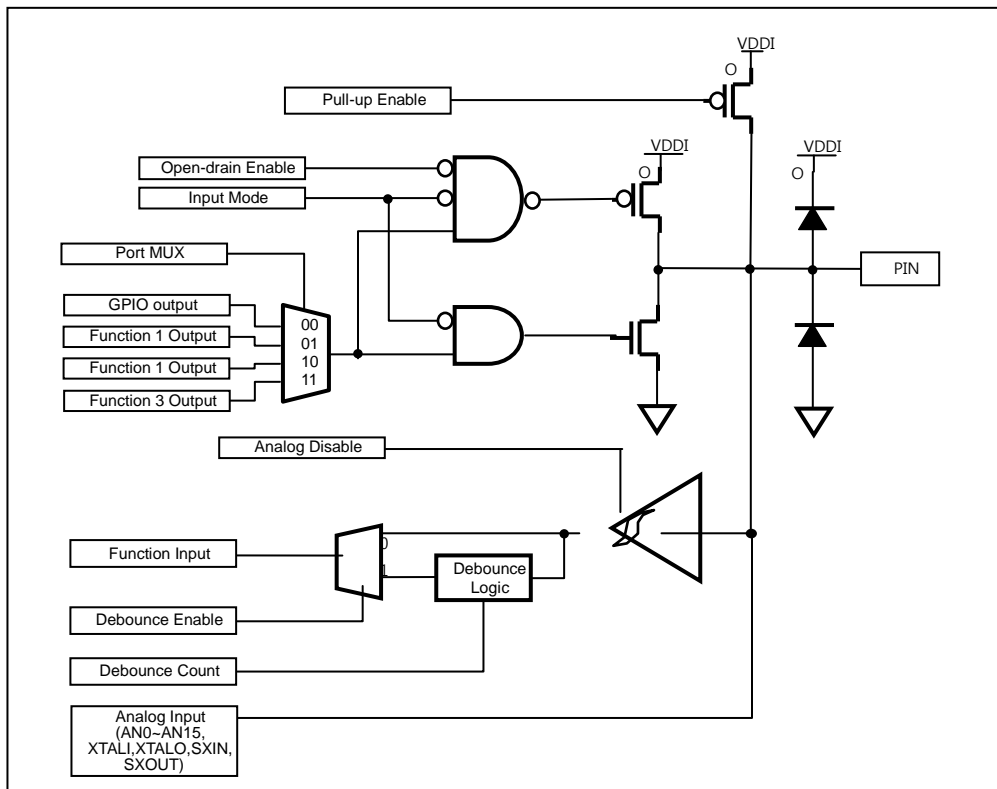 VDDI
O
Pull-up Enable
VDDI
O
VDDI
O
Open-drain Enable
Input Mode
Port MUX
PIN
GPIO output
Function 1 Output
Function 1 Output
Function 3 Output
00
01
10
11
Analog Disable
Function Input
0
1
Debounce
Logic
Debounce Enable
Debounce Count
Analog Input
(AN0~AN15,
XTALI,XTALO,SXIN,
SXOUT)